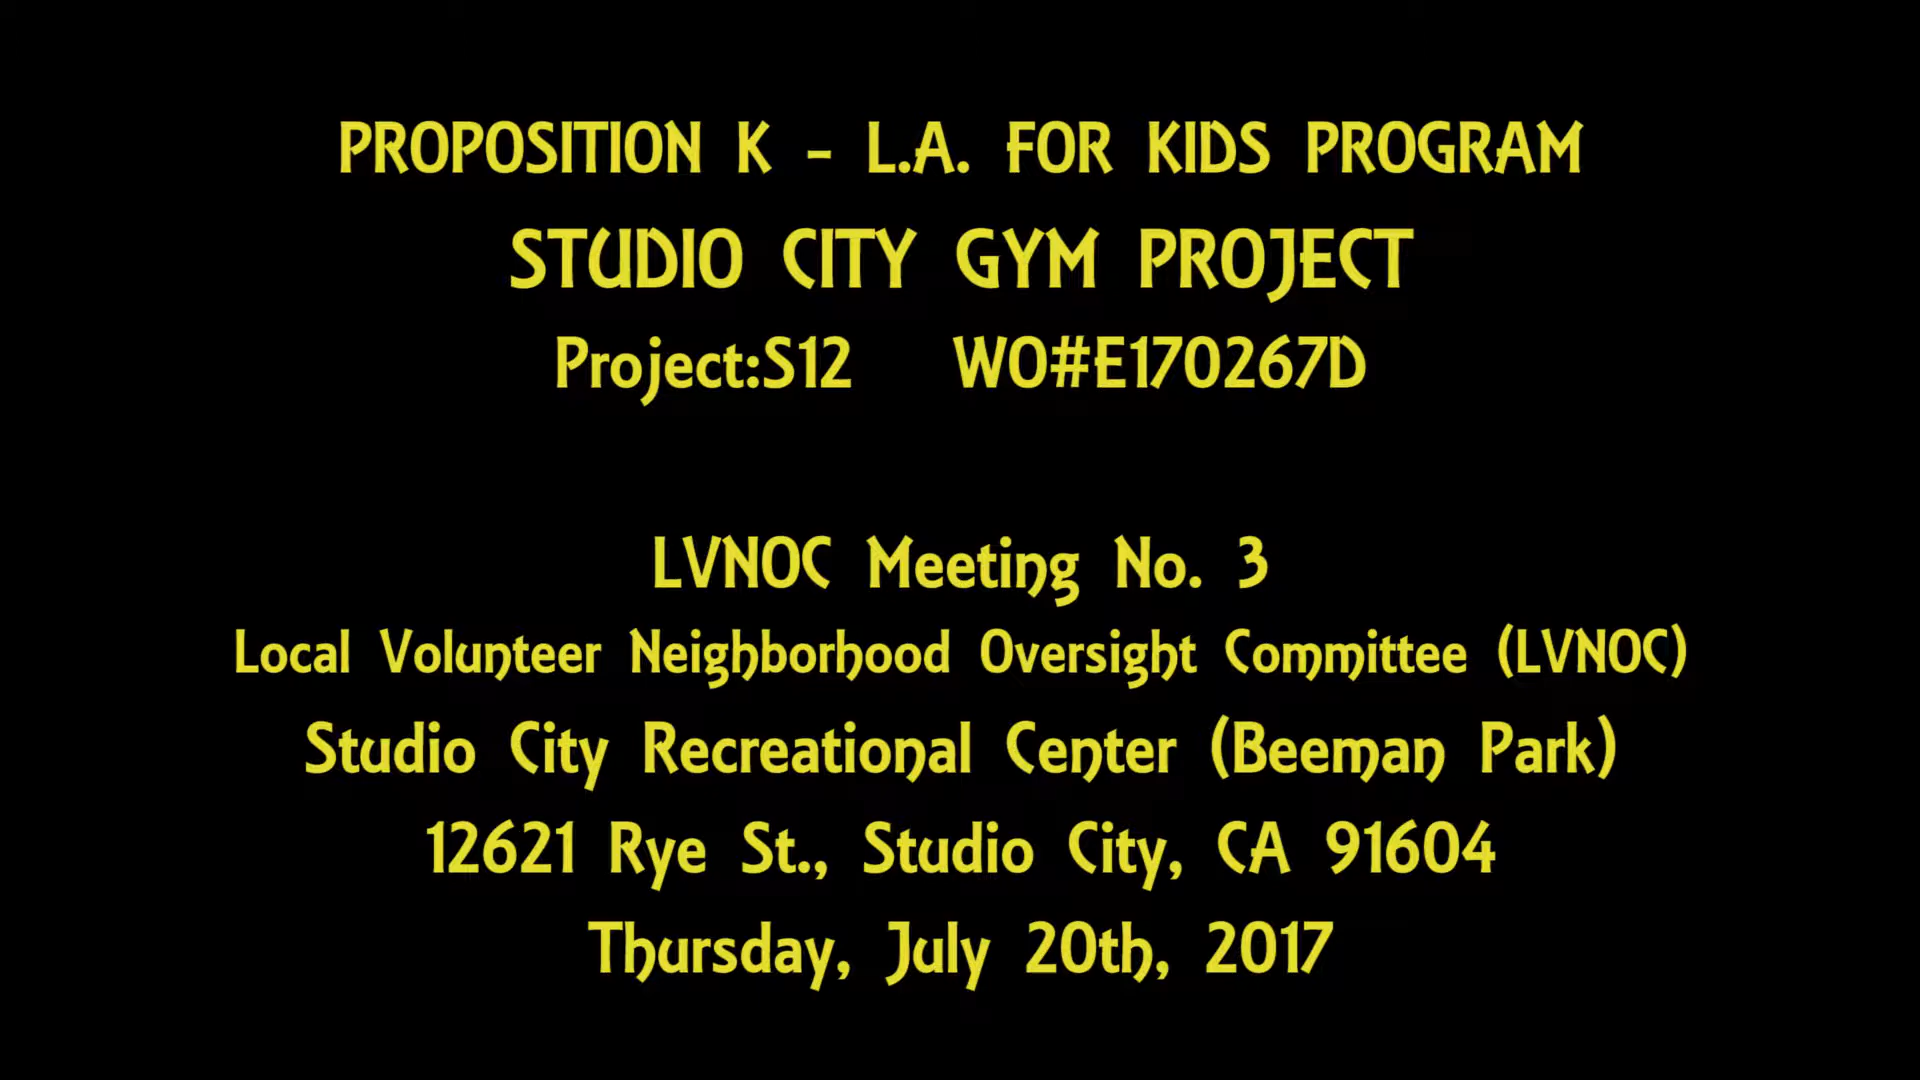 PROPOSITION K - L.A. FOR KIDS PROGRAM
STUDIO CITY GYM PROJECT
Project:S12 WO#E170267D
LVNOC Meeting No. 3
Local Volunteer Neighborhood Oversight Committee (LVNOC)
Studio City Recreational Center (Beeman Park)
12621 Rye St., Studio City, CA 91604
Thursday, July 20th, 2017